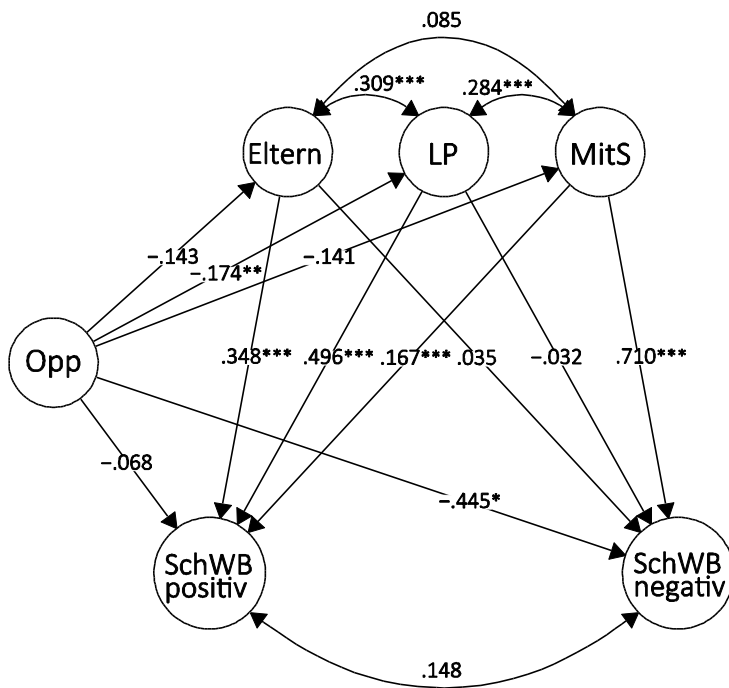 .085
.309***
.284***
Eltern
LP
MitS
−.143
−.174**
−.141
Opp
.348***
.496***
.167***
.035
−.032
.710***
−.068
−.445*
SchWB
positiv
SchWB
negativ
.148